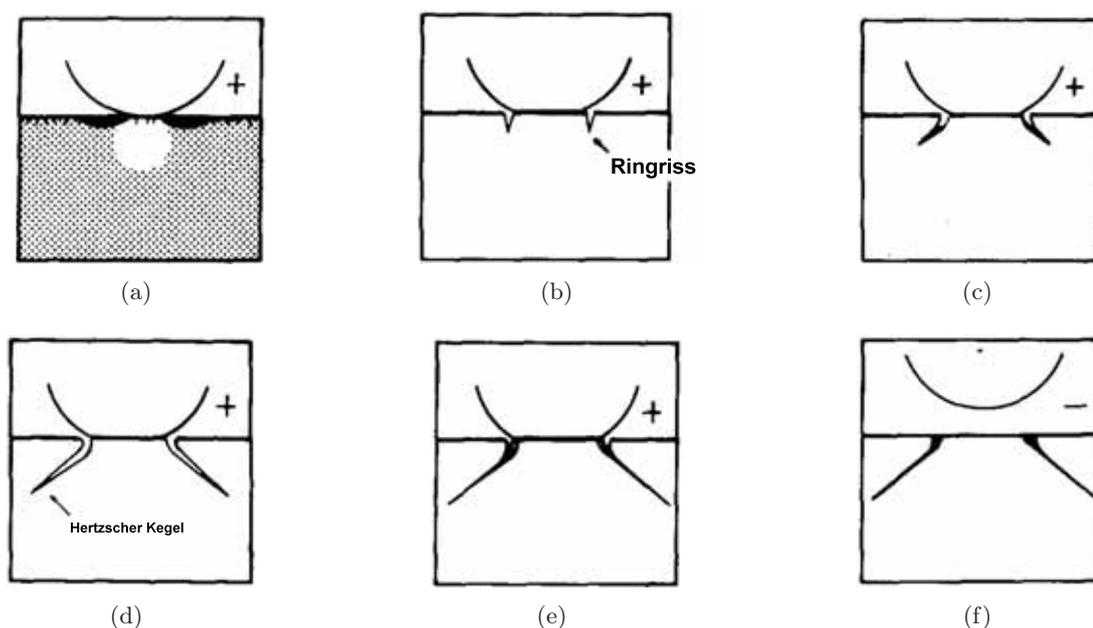 +
+
Ringriss
+
(a)
(b)
(c)
+
Hertzscher Kegel
+
−
(d)
(e)
(f)